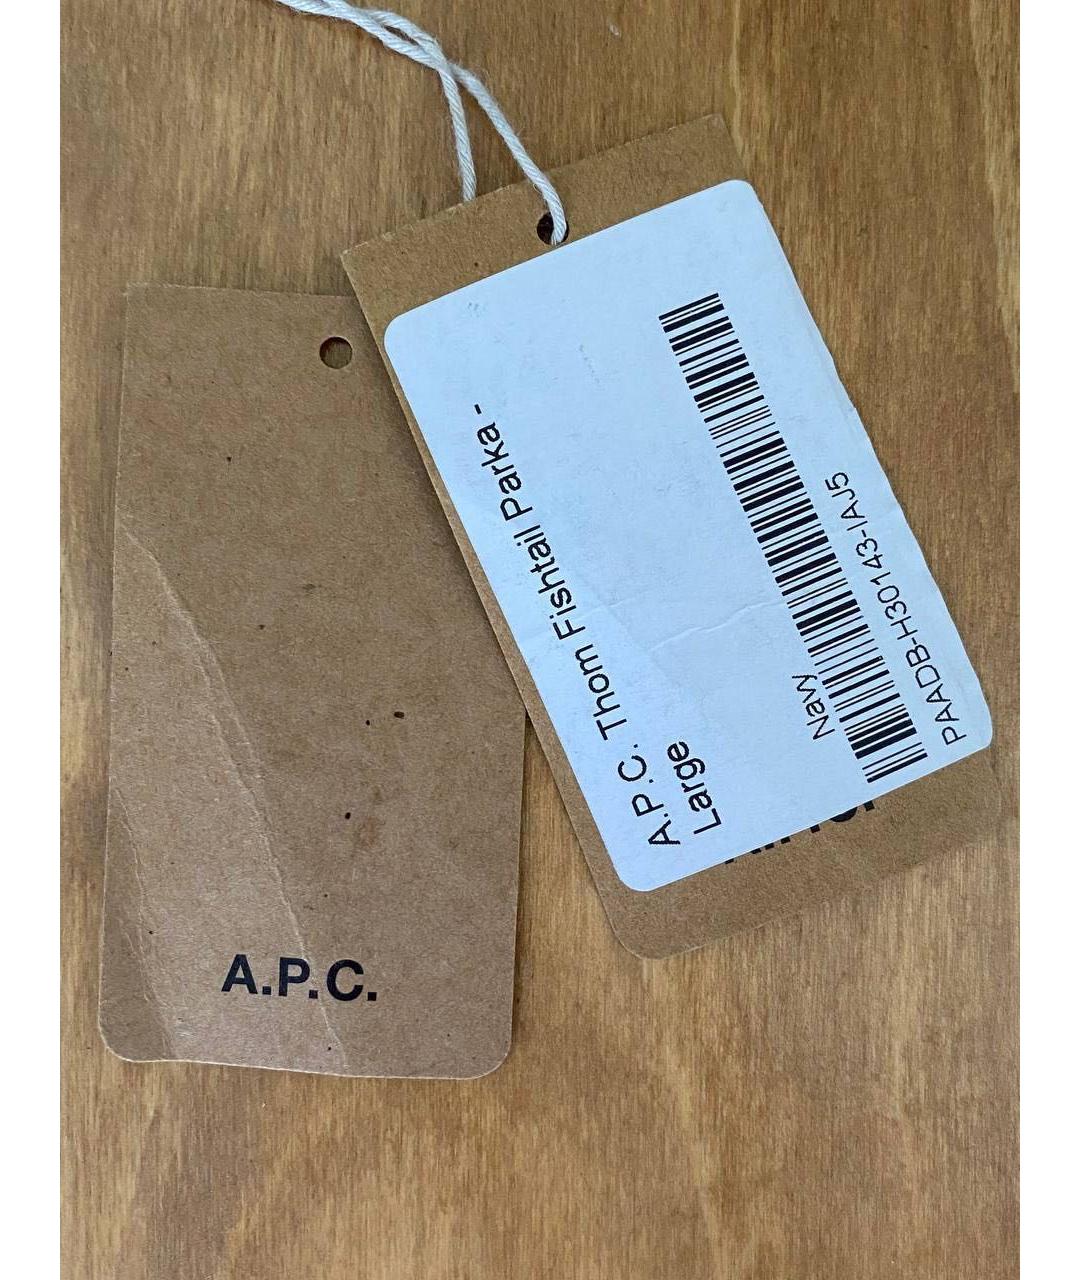 A.P.C.
A.P.C. Thom Fishtail Parka -
Large
Navy
PAADB-H30143-IAJ5